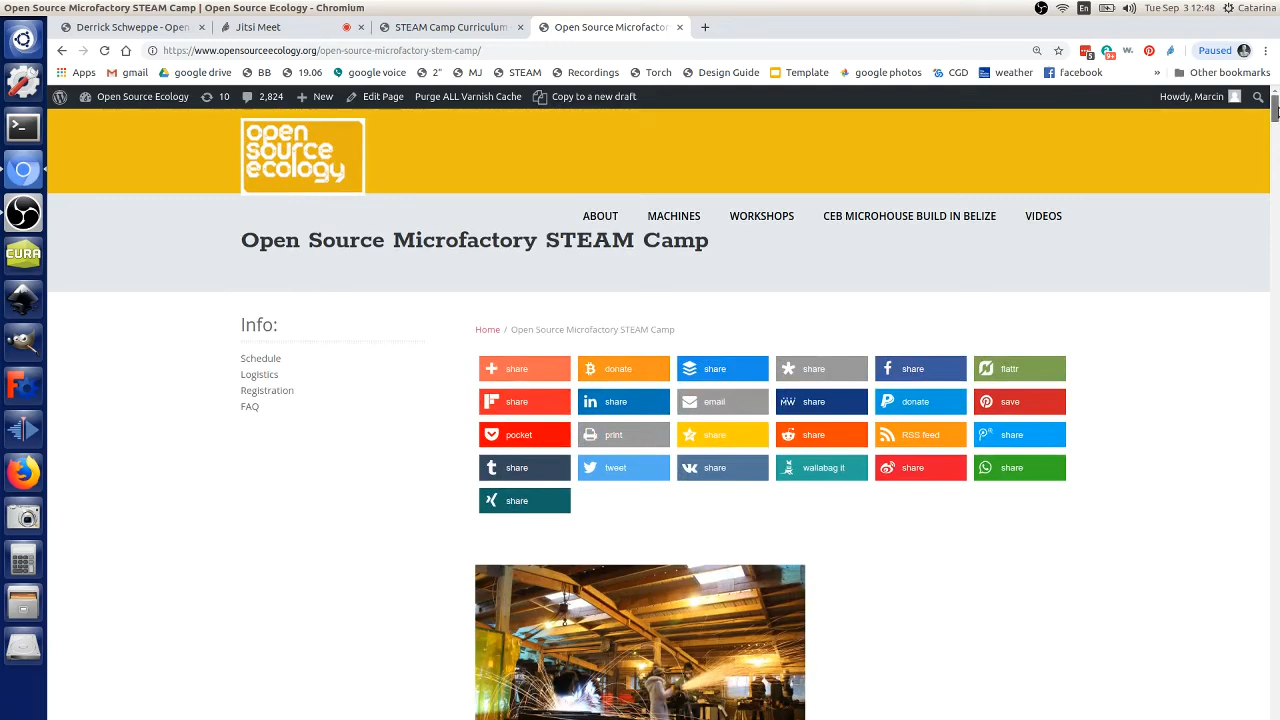 Open Source Microfactory STEAM Camp | Open Source Ecology - Chromium
En
Tue Sep 3 12:48
Catarina
Derrick Schweppe - Open
Jitsi Meet
STEAM Camp Curriculum
Open Source Microfactor
https://www.opensourceecology.org/open-source-microfactory-stem-camp/
Paused
Apps
gmail
google drive
BB
19.06
google voice
2"
MJ
STEAM
Recordings
Torch
Design Guide
Template
google photos
CGD
weather
facebook
»
Other bookmarks
Open Source Ecology
10
2,824
New
Edit Page
Purge ALL Varnish Cache
Copy to a new draft
Howdy, Marcin
open
source
ecology
ABOUT
MACHINES
WORKSHOPS
CEB MICROHOUSE BUILD IN BELIZE
VIDEOS
Open Source Microfactory STEAM Camp
Info:
Schedule
Logistics
Registration
FAQ
Home / Open Source Microfactory STEAM Camp
share
donate
share
share
share
flattr
share
share
email
share
donate
save
pocket
print
share
share
RSS feed
share
share
tweet
share
wallabag it
share
share
share
CURA